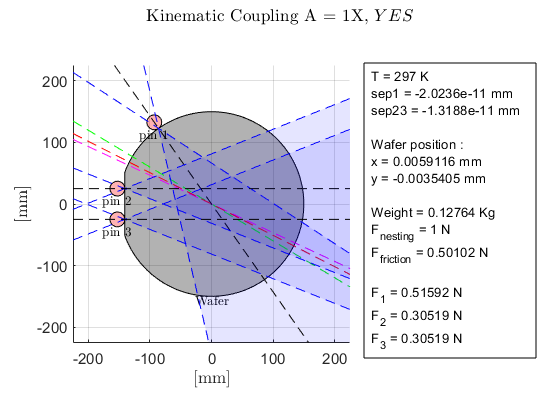 Kinematic Coupling A = 1X, YES
T = 297 K
sep1 = -2.0236e-11 mm
sep23 = -1.3188e-11 mm
Wafer position :
x = 0.0059116 mm
y = -0.0035405 mm
Weight = 0.12764 Kg
Fnesting = 1 N
Ffriction = 0.50102 N
F1 = 0.51592 N
F2 = 0.30519 N
F3 = 0.30519 N
[mm]
200
100
0
-100
-200
pin 1
pin 2
pin 3
Wafer
-200 -100 0 100 200
[mm]